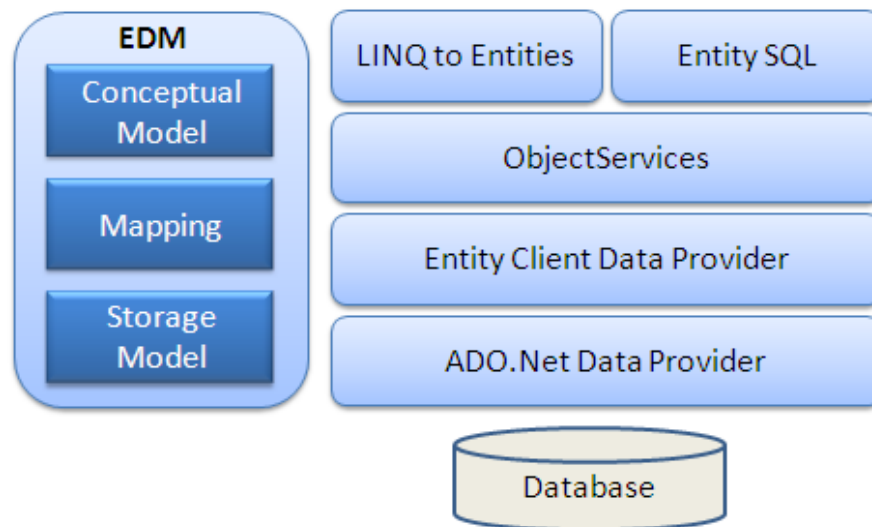 EDM
Conceptual
Model
Mapping
Storage
Model
LINQ to Entities
Entity SQL
ObjectServices
Entity Client Data Provider
ADO.Net Data Provider
Database